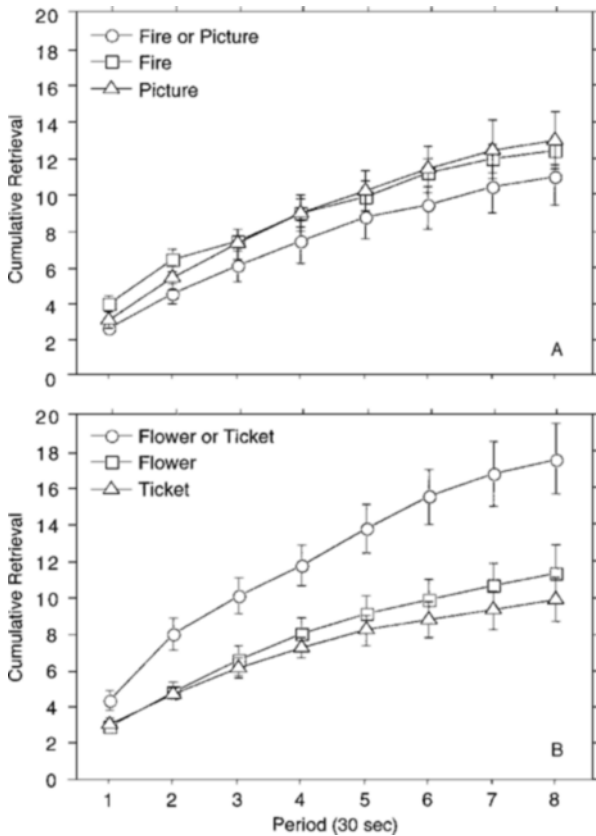 20
18
16
14
12
10
8
6
4
2
0
Cumulative Retrieval
Fire or Picture
Fire
Picture
A
20
18
16
14
12
10
8
6
4
2
0
Cumulative Retrieval
Flower or Ticket
Flower
Ticket
B
1 2 3 4 5 6 7 8
Period (30 sec)